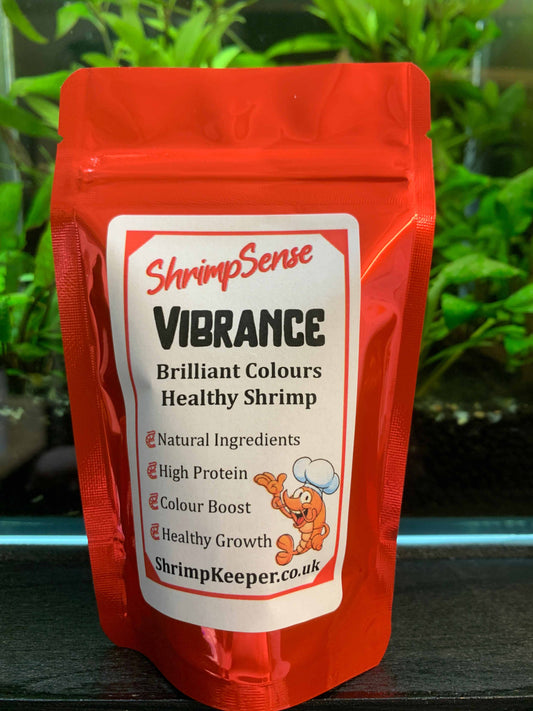 ShrimpSense
VIBRANCE
Brilliant Colours
Healthy Shrimp
Natural Ingredients
High Protein
Colour Boost
Healthy Growth
ShrimpKeeper.co.uk